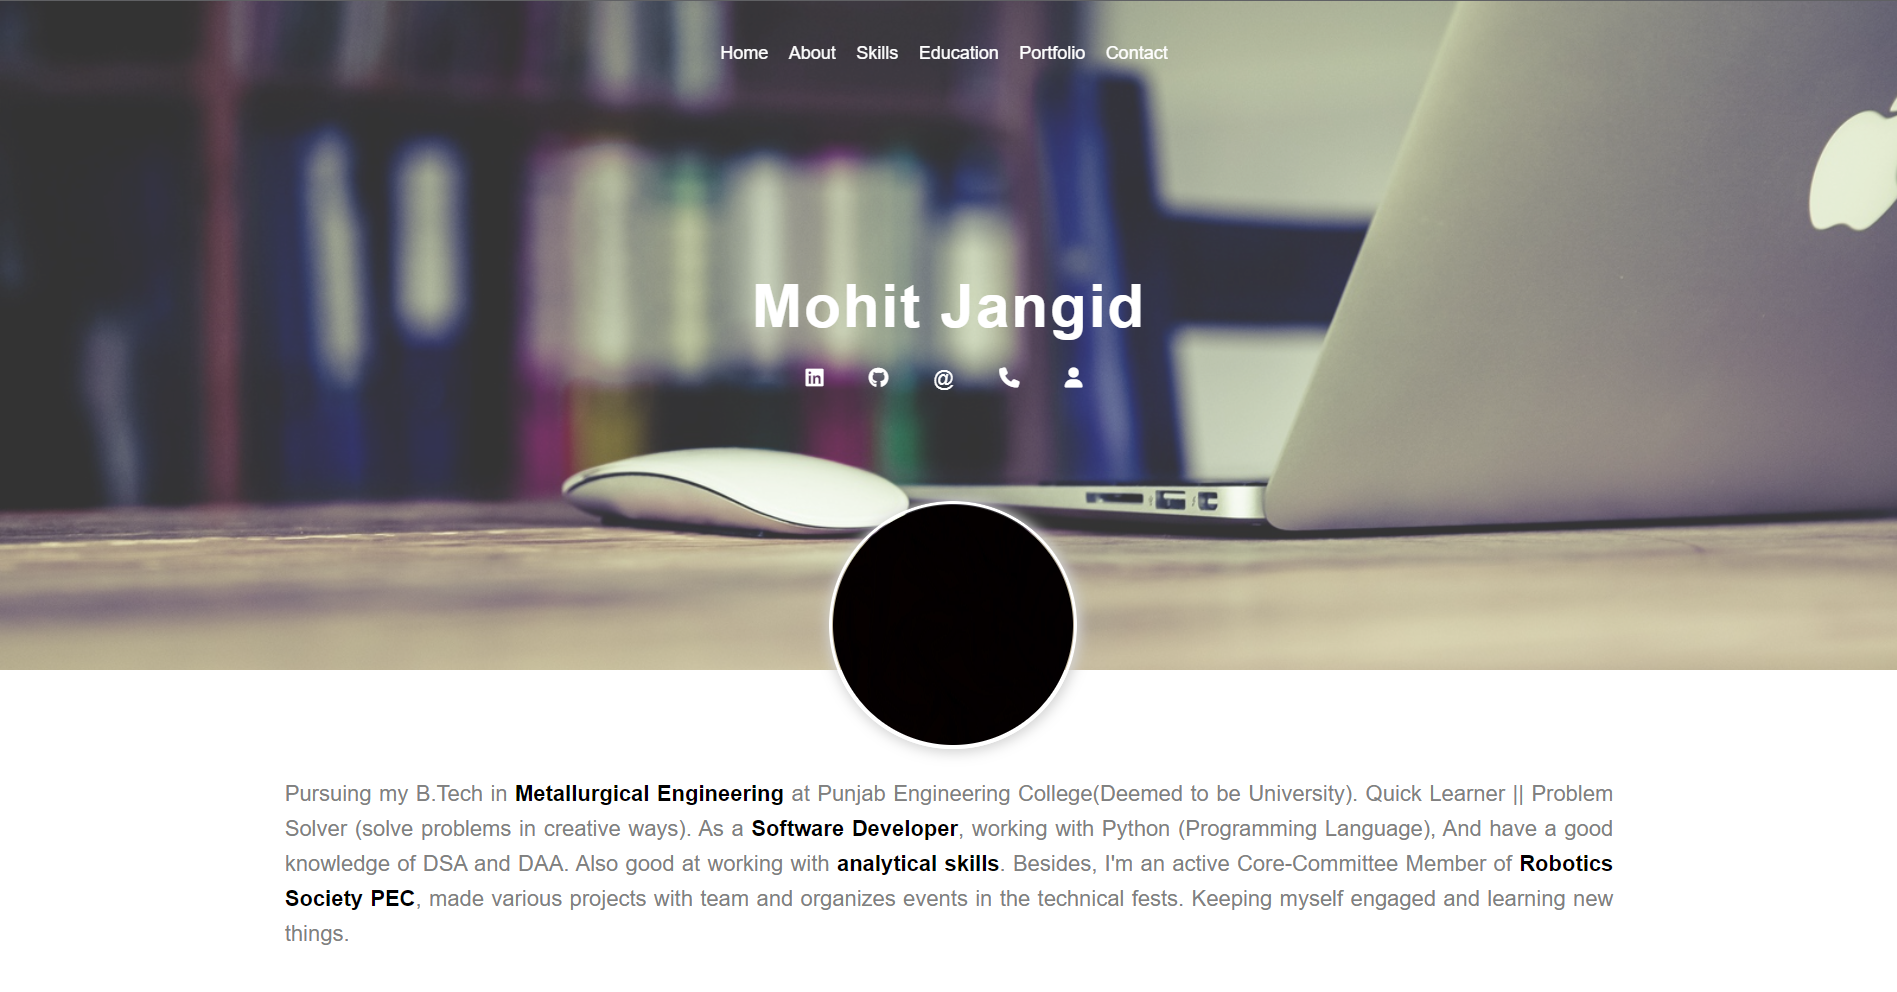 Home About Skills Education Portfolio Contact
Mohit Jangid
@
Pursuing my B.Tech in Metallurgical Engineering at Punjab Engineering College(Deemed to be University). Quick Learner || Problem
Solver (solve problems in creative ways). As a Software Developer, working with Python (Programming Language), And have a good
knowledge of DSA and DAA. Also good at working with analytical skills. Besides, I'm an active Core-Committee Member of Robotics
Society PEC, made various projects with team and organizes events in the technical fests. Keeping myself engaged and learning new
things.